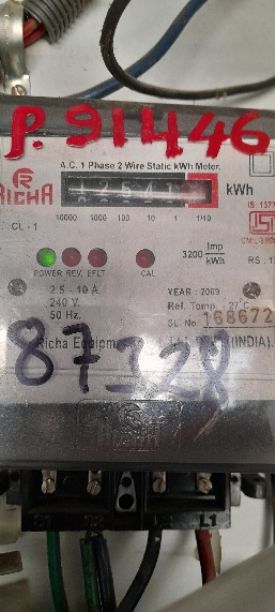 P. 91446
A.C. 1 Phase 2 Wire Static kWh Meter
R
RICHA
kWh
10000 1000 100 10 1 1/10
CL - 1
3200 Imp
kWh
POWER REV. EFLT CAL
2.5 - 10 A
240 V.
50 Hz.
YEAR : 2009
Ref. Temp. 27°C
SL. No. 168672
87328
Richa Equipme
(INDIA).
L1